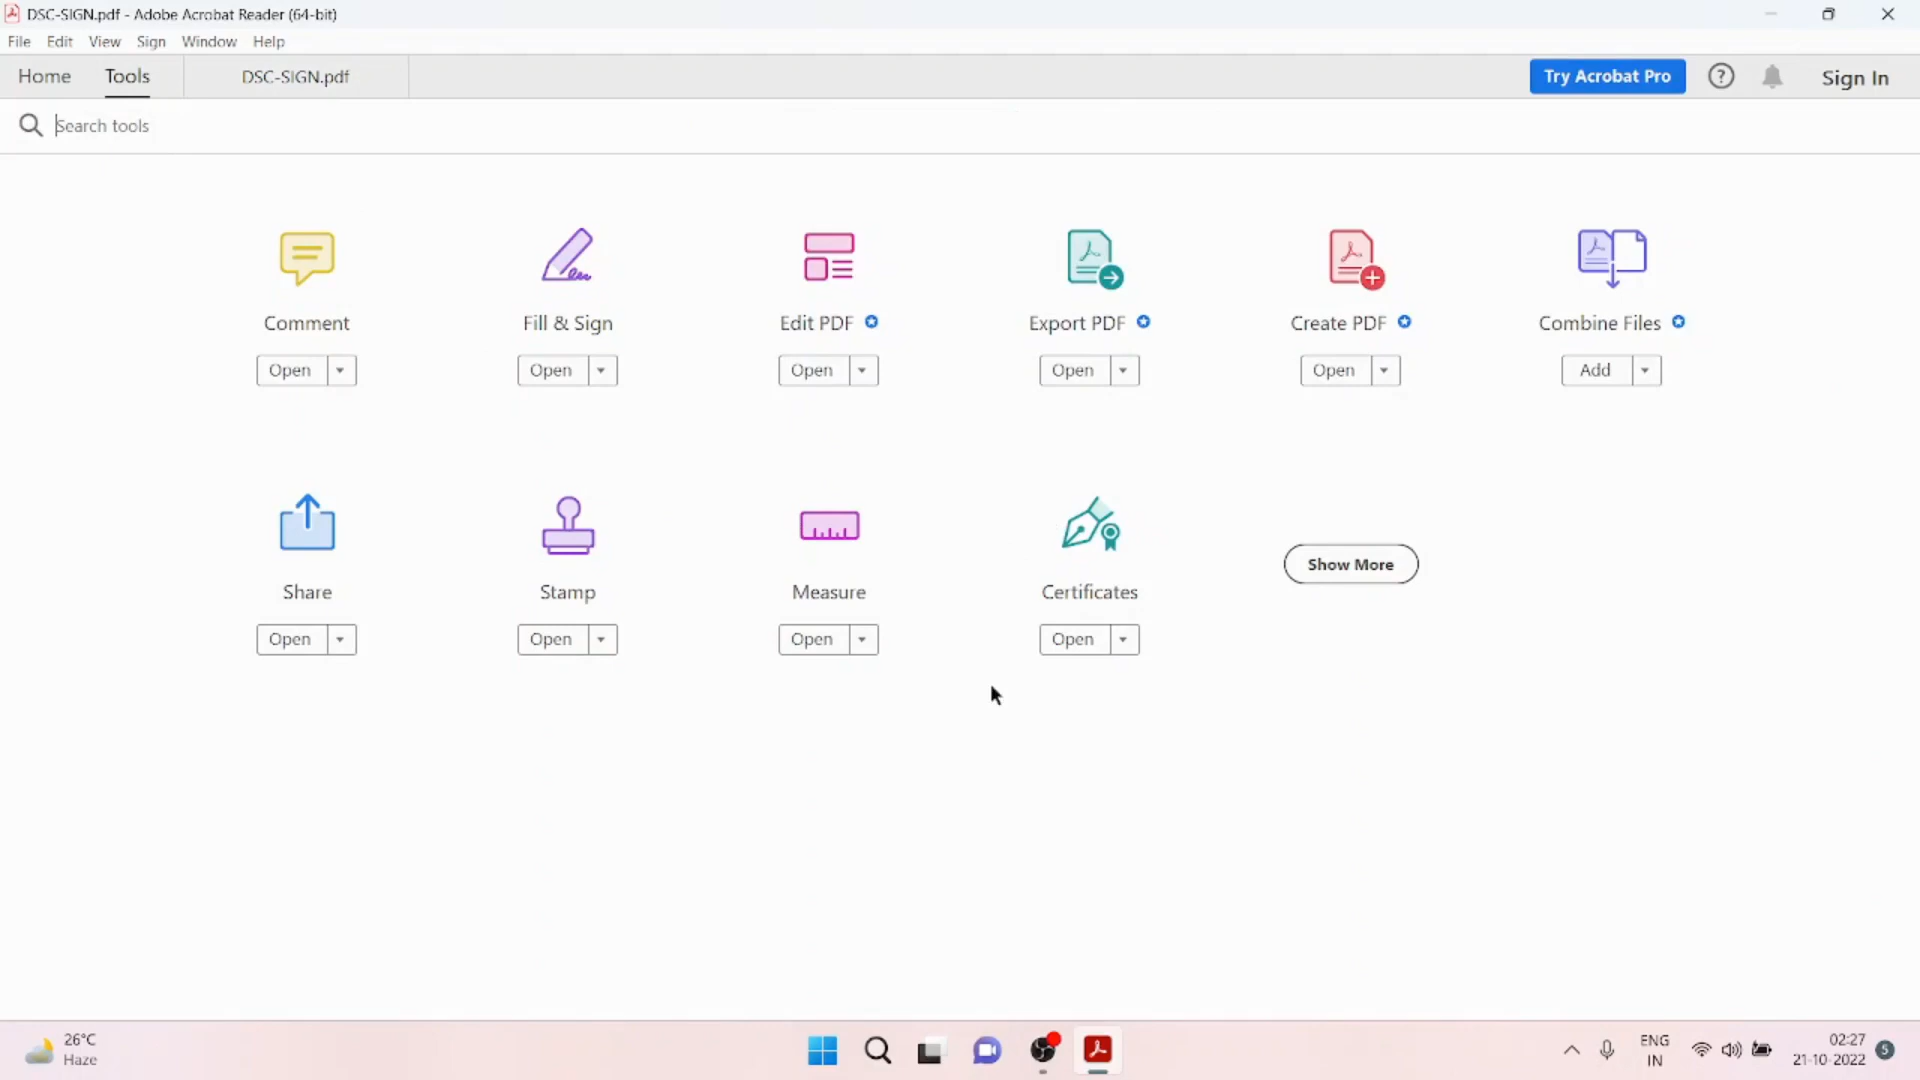 DSC-SIGN.pdf - Adobe Acrobat Reader (64-bit)
File Edit View Sign Window Help
Home Tools DSC-SIGN.pdf Try Acrobat Pro Sign In
Search tools
Comment Fill & Sign Edit PDF Export PDF Create PDF Combine Files
Open Open Open Open Open Add
Share Stamp Measure Certificates Show More
Open Open Open Open
26°C
Haze
ENG
IN
02:27
21-10-2022
5